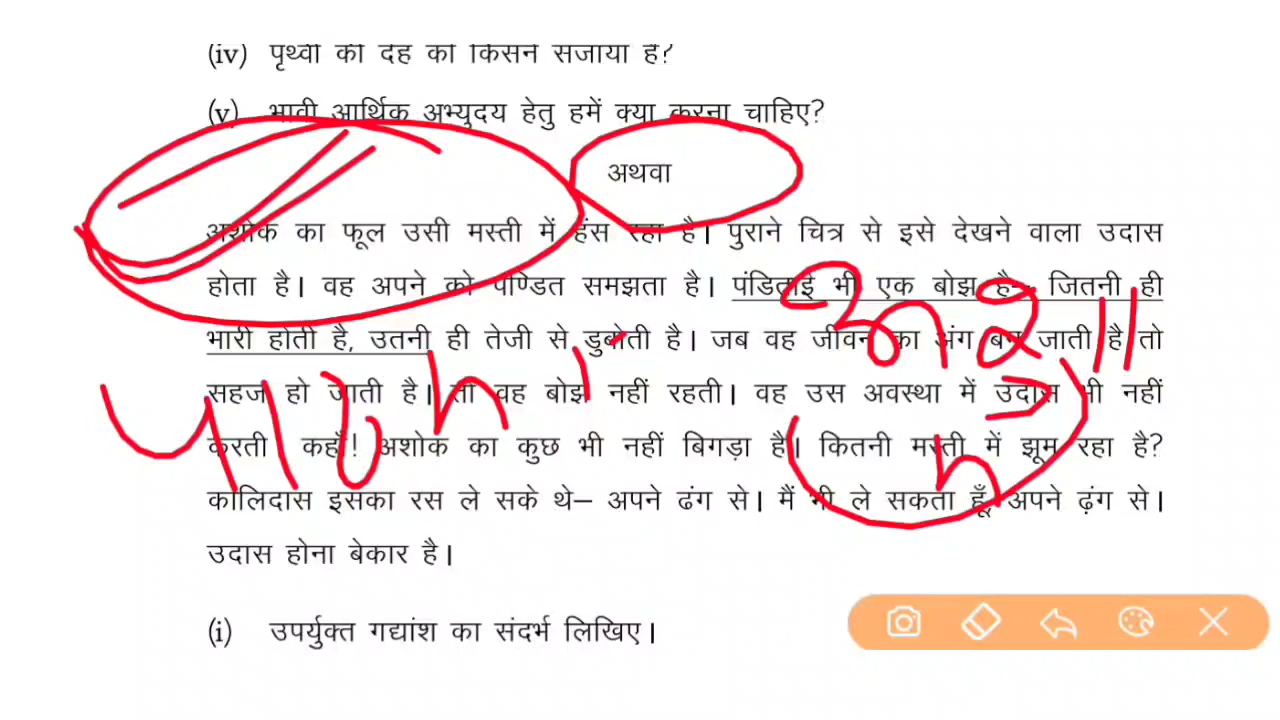 (iv) पृथ्वी की देह को किसने सजाया है?
(v) भावी आर्थिक अभ्युदय हेतु हमें क्या करना चाहिए?
अथवा
अशोक का फूल उसी मस्ती में हंस रहा है। पुराने चित्र से इसे देखने वाला उदास
होता है। वह अपने को पण्डित समझता है। पंडिताई भी एक बोझ है– जितनी ही
भारी होती है, उतनी ही तेजी से डुबोती है। जब वह जीवन का अंग बन जाती है तो
सहज हो जाती है। तो वह बोझ नहीं रहती। वह उस अवस्था में उदास भी नहीं
करती कहाँ! अशोक का कुछ भी नहीं बिगड़ा है। कितनी मस्ती में झूम रहा है?
कालिदास इसका रस ले सके थे– अपने ढंग से। मैं भी ले सकता हूँ अपने ढ़ंग से।
उदास होना बेकार है।
(i) उपर्युक्त गद्यांश का संदर्भ लिखिए।